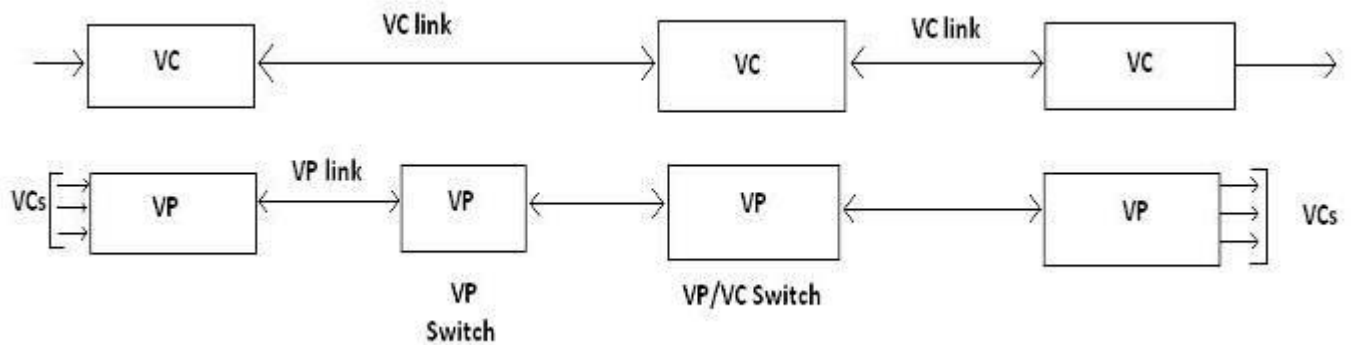 VC link
VC link
VC
VC
VC
VP link
VCs
VP
VP
VP
VP
VCs
VP
Switch
VP/VC Switch